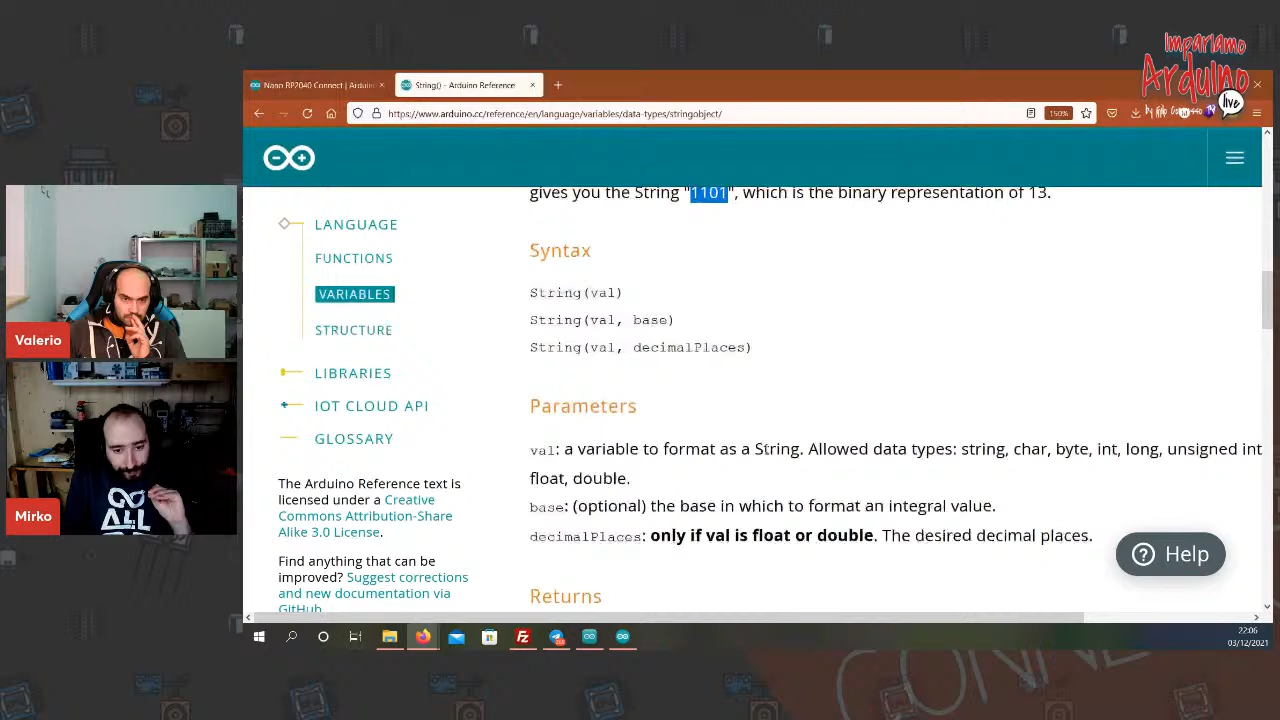 Impariamo
Arduino
live
Nano RP2040 Connect | Arduin
String() - Arduino Reference
https://www.arduino.cc/reference/en/language/variables/data-types/stringobject/
150%
gives you the String "1101", which is the binary representation of 13.
LANGUAGE
FUNCTIONS
VARIABLES
STRUCTURE
LIBRARIES
IOT CLOUD API
GLOSSARY
The Arduino Reference text is
licensed under a Creative
Commons Attribution-Share
Alike 3.0 License.
Find anything that can be
improved? Suggest corrections
and new documentation via
GitHub.
Syntax
String(val)
String(val, base)
String(val, decimalPlaces)
Parameters
val: a variable to format as a String. Allowed data types: string, char, byte, int, long, unsigned int
float, double.
base: (optional) the base in which to format an integral value.
decimalPlaces: only if val is float or double. The desired decimal places.
Returns
Help
Valerio
Mirko
22:06
03/12/2021